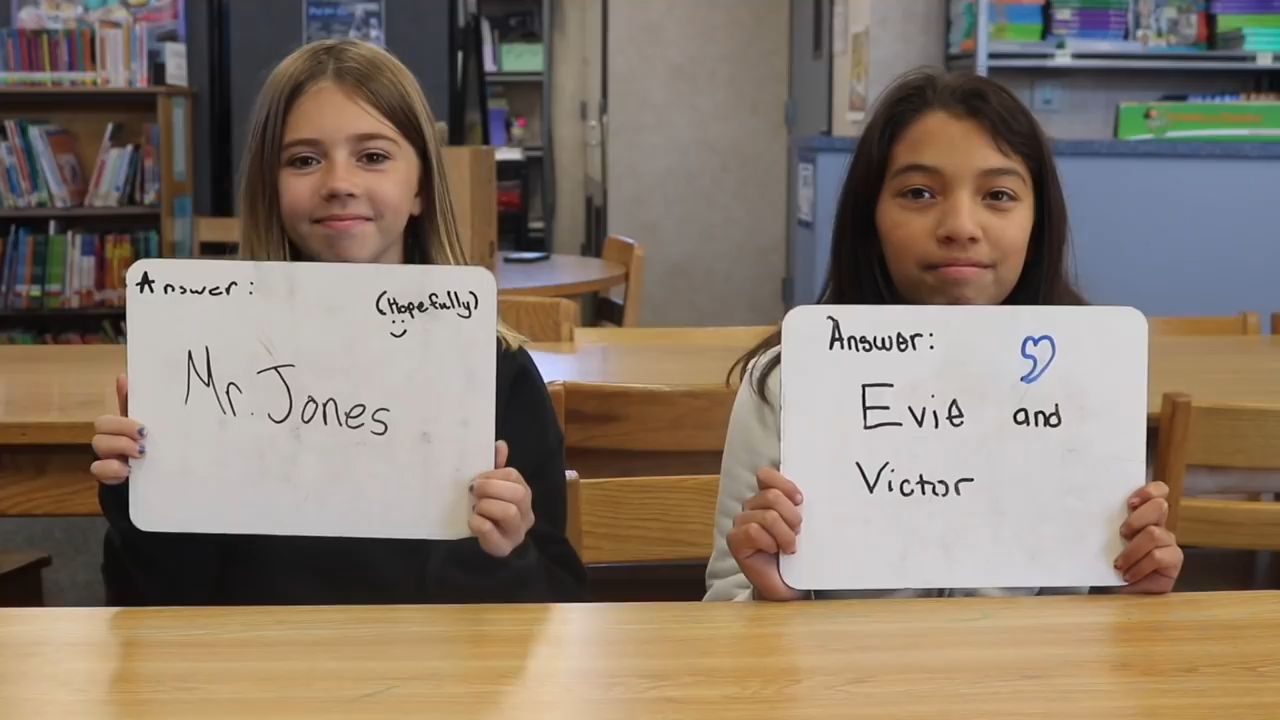 Answer:
(Hopefully)
Mr. Jones
Answer:
Evie and
Victor